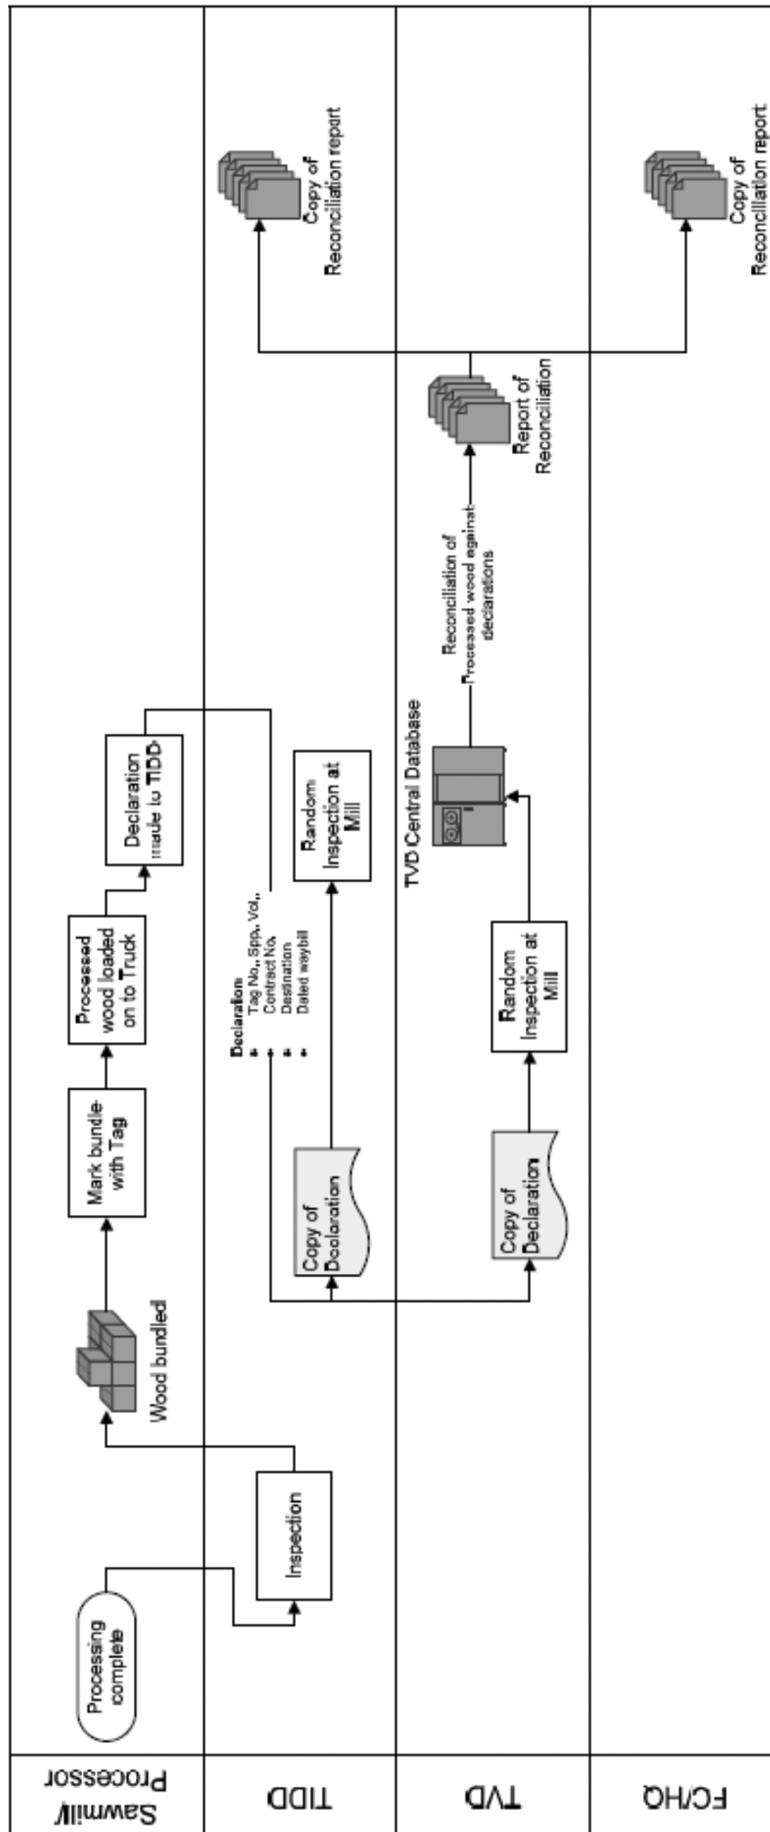 Sawmill/
Processor
Processing
complete
Wood bundled
Mark bundle
with Tag
Processed
wood loaded
on to Truck
Declaration
made to TIDD
TIDD
Inspection
Copy of
Declaration
Declaration
Tag No., Spp., Vol.,
Contract No.
Destination
Dated waybill
Random
Inspection at
Mill
Copy of
Reconciliation report
TVD
Copy of
Declaration
Random
Inspection at
Mill
TVD Central Database
Reconciliation of
Processed wood against
declarations
Report of
Reconciliation
FC/HQ
Copy of
Reconciliation report